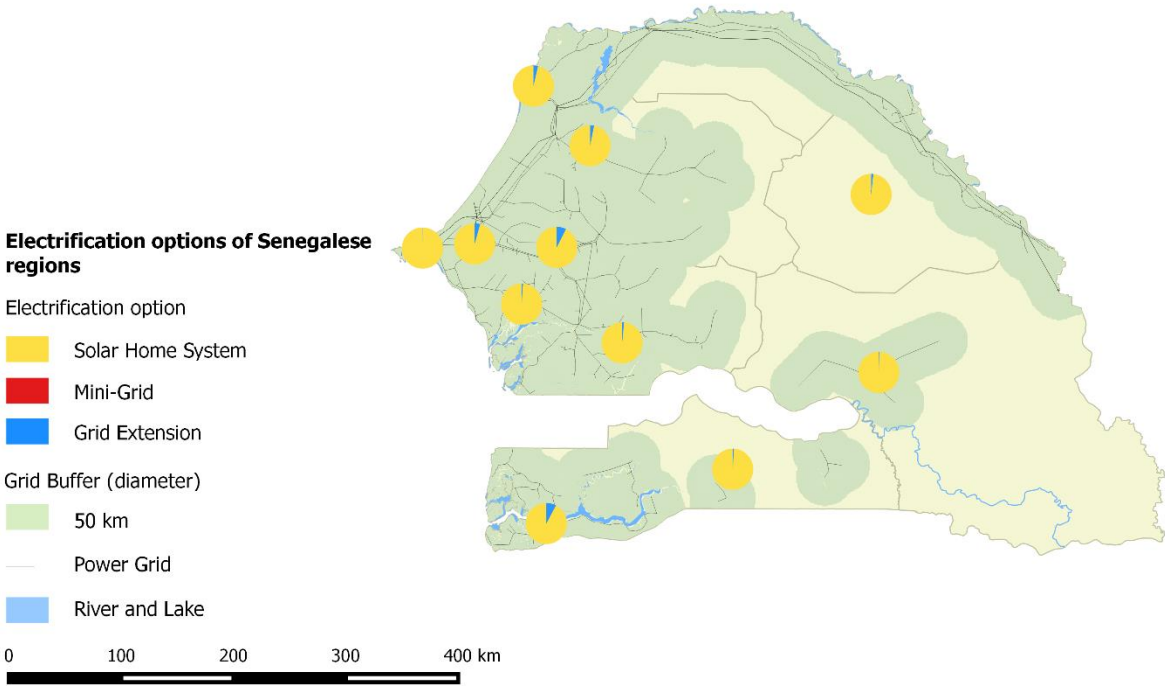 Electrification options of Senegalese
regions
Electrification option
Solar Home System
Mini-Grid
Grid Extension
Grid Buffer (diameter)
50 km
Power Grid
River and Lake
0 100 200 300 400 km